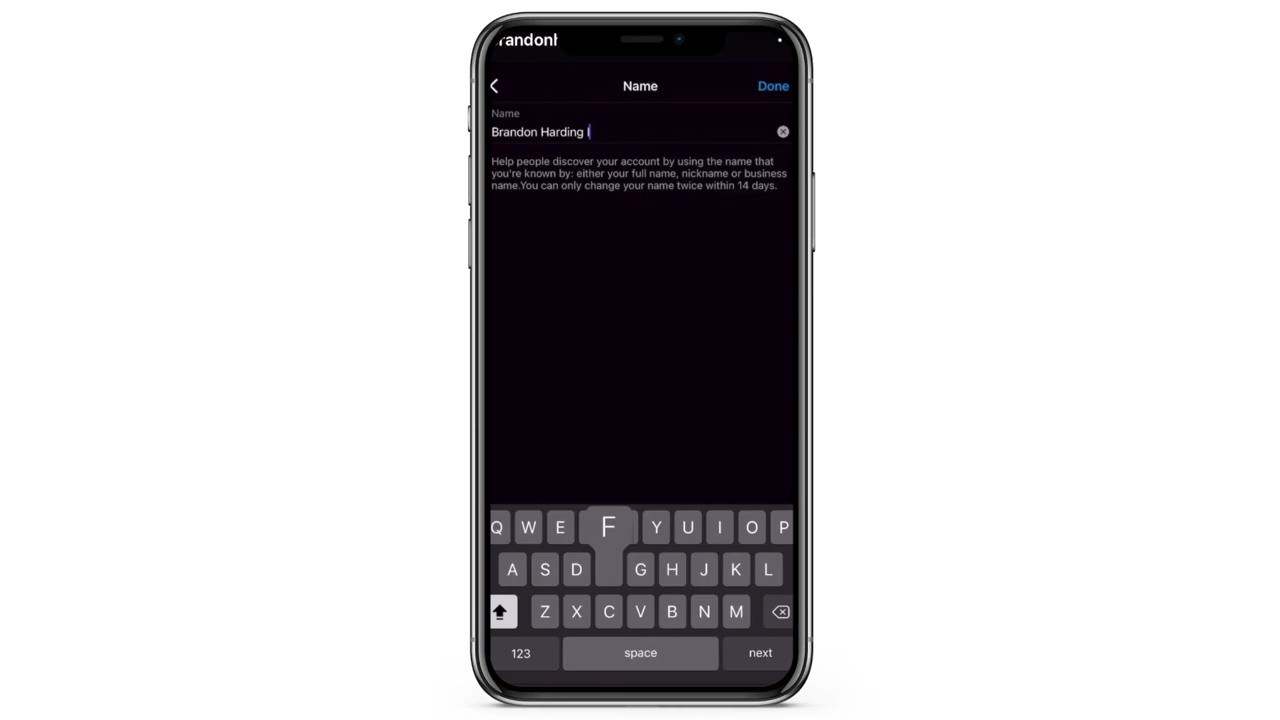 randonh
Name
Done
Name
Brandon Harding
Help people discover your account by using the name that
you're known by: either your full name, nickname or business
name.You can only change your name twice within 14 days.
Q W E F Y U I O P
A S D G H J K L
Z X C V B N M
123 space next